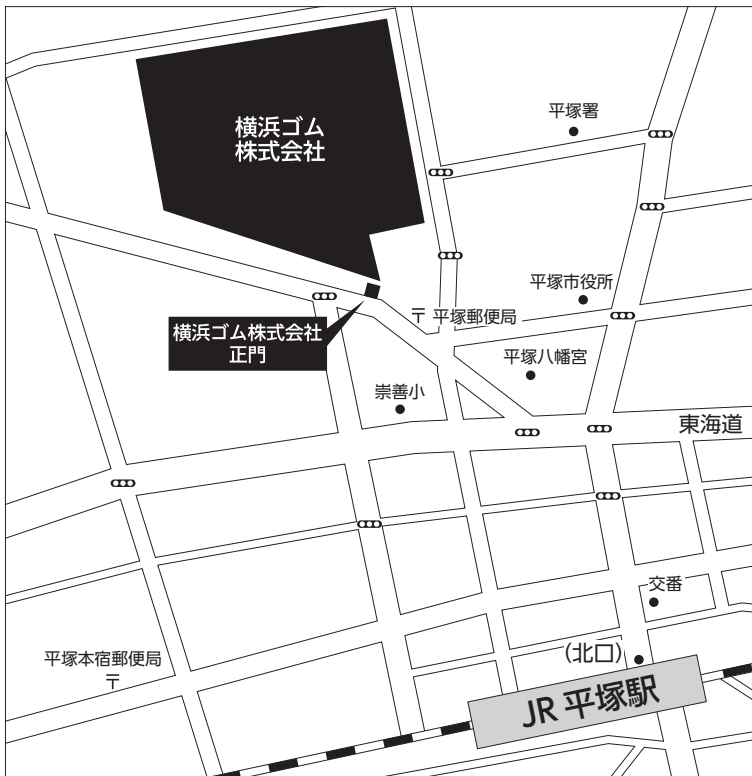 横浜ゴム
株式会社
平塚署
平塚市役所
〒 平塚郵便局
横浜ゴム株式会社
正門
平塚八幡宮
崇善小
東海道
交番
平塚本宿郵便局
〒
(北口)
JR 平塚駅